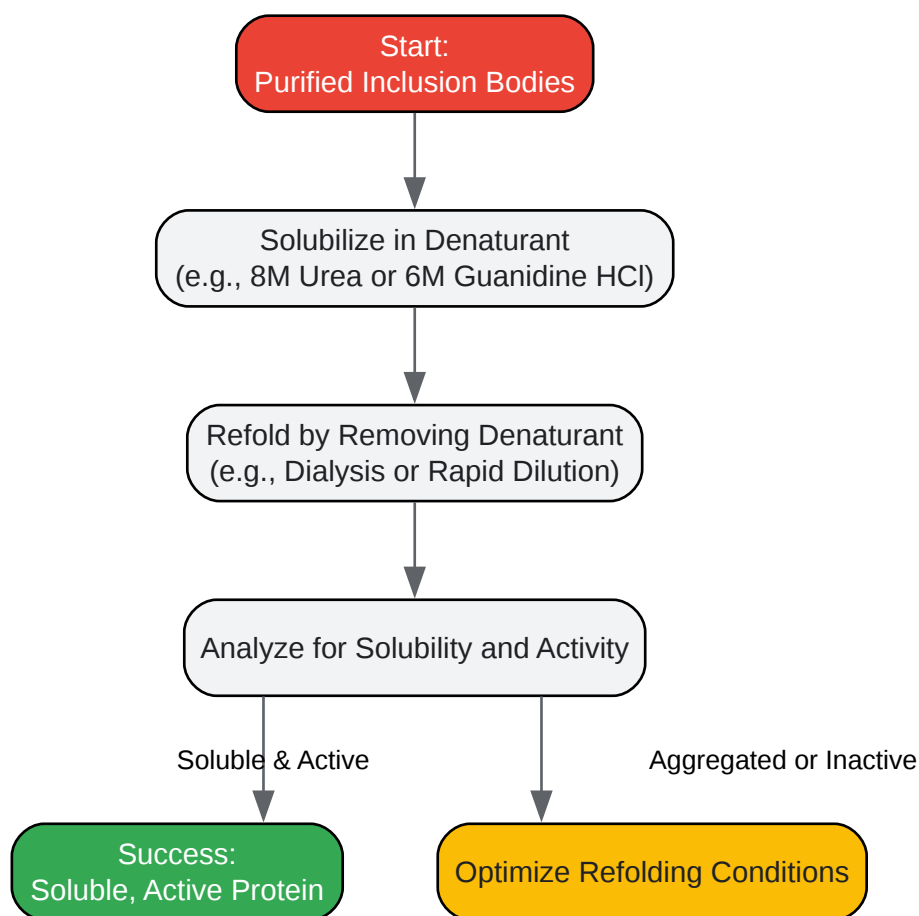 Start:
Purified Inclusion Bodies
Solubilize in Denaturant
(e.g., 8M Urea or 6M Guanidine HCl)
Refold by Removing Denaturant
(e.g., Dialysis or Rapid Dilution)
Analyze for Solubility and Activity
Soluble & Active
Aggregated or Inactive
Success:
Soluble, Active Protein
Optimize Refolding Conditions